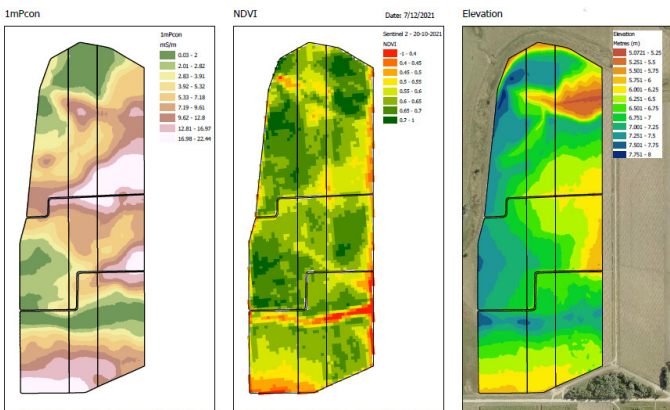 1mPcon
1mPcon
mS/m
0.03 - 2
2.01 - 2.82
2.83 - 3.91
3.92 - 5.32
5.33 - 7.18
7.19 - 9.61
9.62 - 12.8
12.81 - 16.97
16.98 - 22.44
NDVI
Date: 7/12/2021
Sentinel 2 - 20-10-2021
NDVI
-1 - 0.4
0.4 - 0.45
0.45 - 0.5
0.5 - 0.55
0.55 - 0.6
0.6 - 0.65
0.65 - 0.7
0.7 - 1
Elevation
Elevation
Metres (m)
5.0721 - 5.25
5.251 - 5.5
5.501 - 5.75
5.751 - 6
6.001 - 6.25
6.251 - 6.5
6.501 - 6.75
6.751 - 7
7.001 - 7.25
7.251 - 7.5
7.501 - 7.75
7.751 - 8
1mPcon
NDVI
Elevation